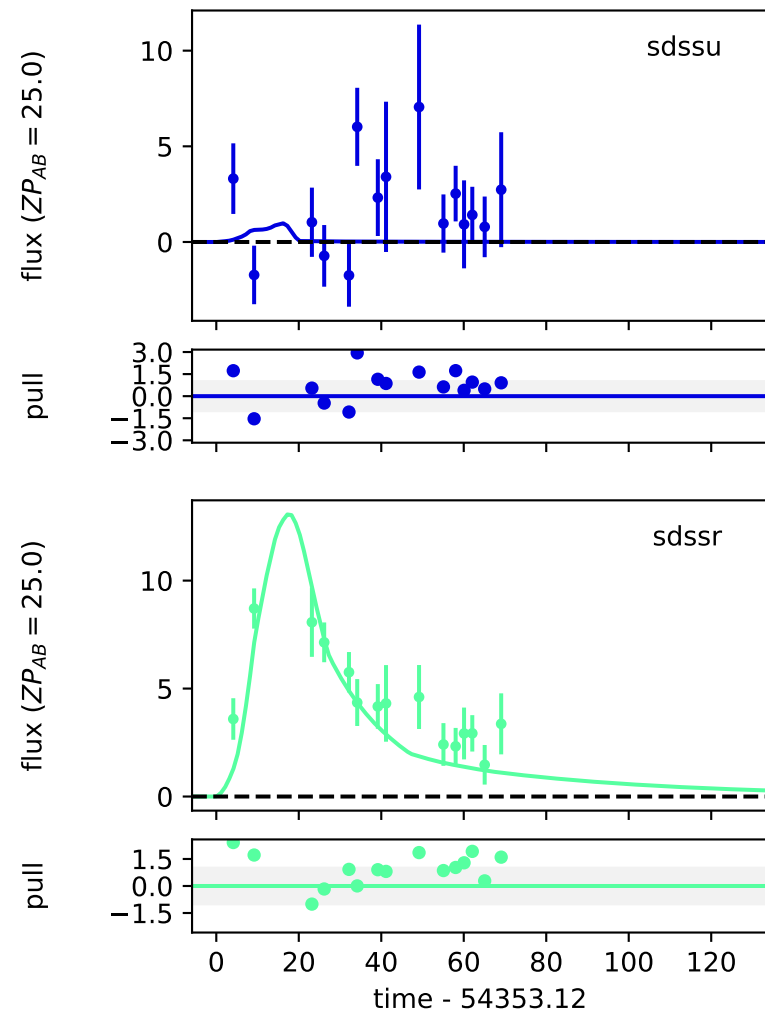 sdssu
flux (ZP_AB = 25.0)
10
5
0
pull
3.0
1.5
0.0
−1.5
−3.0
sdssr
flux (ZP_AB = 25.0)
10
5
0
pull
1.5
0.0
−1.5
0 20 40 60 80 100 120
time - 54353.12